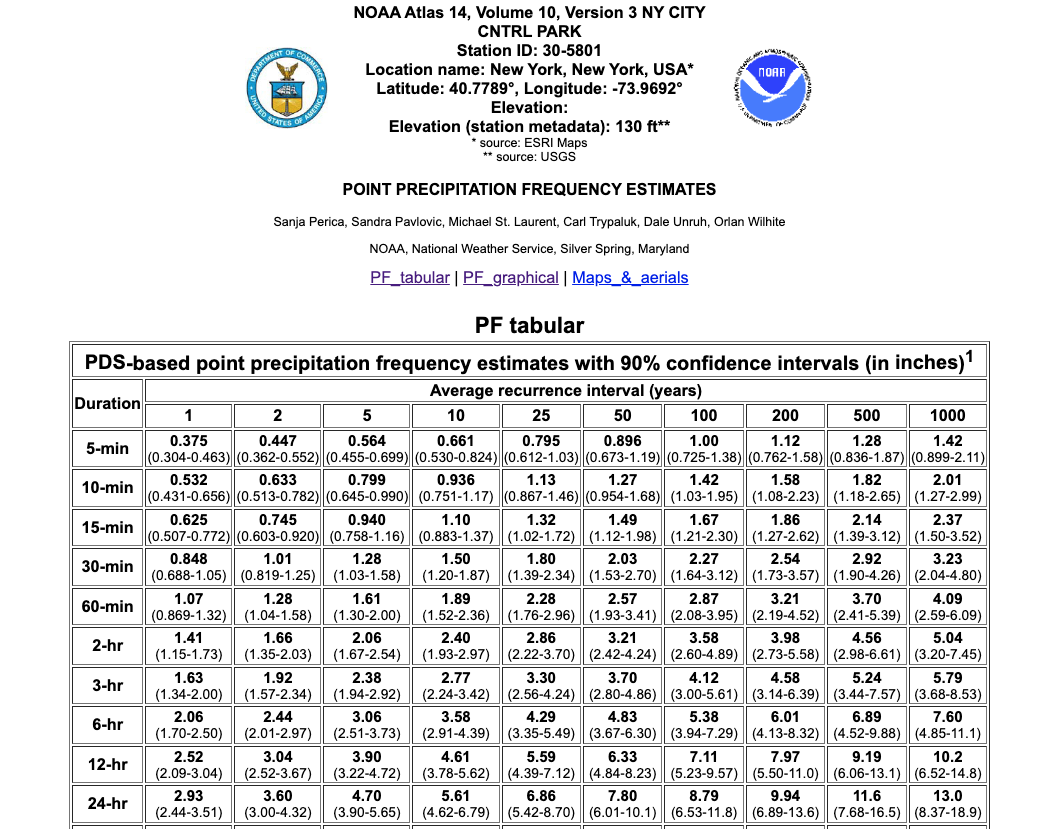 NOAA Atlas 14, Volume 10, Version 3 NY CITY
CNTRL PARK
Station ID: 30-5801
Location name: New York, New York, USA*
Latitude: 40.7789°, Longitude: -73.9692°
Elevation:
Elevation (station metadata): 130 ft**
* source: ESRI Maps
** source: USGS
DEPARTMENT OF COMMERCE
UNITED STATES OF AMERICA
NOAA
POINT PRECIPITATION FREQUENCY ESTIMATES
Sanja Perica, Sandra Pavlovic, Michael St. Laurent, Carl Trypaluk, Dale Unruh, Orlan Wilhite
NOAA, National Weather Service, Silver Spring, Maryland
PF_tabular | PF_graphical | Maps_&_aerials
PF tabular
PDS-based point precipitation frequency estimates with 90% confidence intervals (in inches)1
Duration Average recurrence interval (years)
1 2 5 10 25 50 100 200 500 1000
5-min 0.375 0.447 0.564 0.661 0.795 0.896 1.00 1.12 1.28 1.42
(0.304-0.463) (0.362-0.552) (0.455-0.699) (0.530-0.824) (0.612-1.03) (0.673-1.19) (0.725-1.38) (0.762-1.58) (0.836-1.87) (0.899-2.11)
10-min 0.532 0.633 0.799 0.936 1.13 1.27 1.42 1.58 1.82 2.01
(0.431-0.656) (0.513-0.782) (0.645-0.990) (0.751-1.17) (0.867-1.46) (0.954-1.68) (1.03-1.95) (1.08-2.23) (1.18-2.65) (1.27-2.99)
15-min 0.625 0.745 0.940 1.10 1.32 1.49 1.67 1.86 2.14 2.37
(0.507-0.772) (0.603-0.920) (0.758-1.16) (0.883-1.37) (1.02-1.72) (1.12-1.98) (1.21-2.30) (1.27-2.62) (1.39-3.12) (1.50-3.52)
30-min 0.848 1.01 1.28 1.50 1.80 2.03 2.27 2.54 2.92 3.23
(0.688-1.05) (0.819-1.25) (1.03-1.58) (1.20-1.87) (1.39-2.34) (1.53-2.70) (1.64-3.12) (1.73-3.57) (1.90-4.26) (2.04-4.80)
60-min 1.07 1.28 1.61 1.89 2.28 2.57 2.87 3.21 3.70 4.09
(0.869-1.32) (1.04-1.58) (1.30-2.00) (1.52-2.36) (1.76-2.96) (1.93-3.41) (2.08-3.95) (2.19-4.52) (2.41-5.39) (2.59-6.09)
2-hr 1.41 1.66 2.06 2.40 2.86 3.21 3.58 3.98 4.56 5.04
(1.15-1.73) (1.35-2.03) (1.67-2.54) (1.93-2.97) (2.22-3.70) (2.42-4.24) (2.60-4.89) (2.73-5.58) (2.98-6.61) (3.20-7.45)
3-hr 1.63 1.92 2.38 2.77 3.30 3.70 4.12 4.58 5.24 5.79
(1.34-2.00) (1.57-2.34) (1.94-2.92) (2.24-3.42) (2.56-4.24) (2.80-4.86) (3.00-5.61) (3.14-6.39) (3.44-7.57) (3.68-8.53)
6-hr 2.06 2.44 3.06 3.58 4.29 4.83 5.38 6.01 6.89 7.60
(1.70-2.50) (2.01-2.97) (2.51-3.73) (2.91-4.39) (3.35-5.49) (3.67-6.30) (3.94-7.29) (4.13-8.32) (4.52-9.88) (4.85-11.1)
12-hr 2.52 3.04 3.90 4.61 5.59 6.33 7.11 7.97 9.19 10.2
(2.09-3.04) (2.52-3.67) (3.22-4.72) (3.78-5.62) (4.39-7.12) (4.84-8.23) (5.23-9.57) (5.50-11.0) (6.06-13.1) (6.52-14.8)
24-hr 2.93 3.60 4.70 5.61 6.86 7.80 8.79 9.94 11.6 13.0
(2.44-3.51) (3.00-4.32) (3.90-5.65) (4.62-6.79) (5.42-8.70) (6.01-10.1) (6.53-11.8) (6.89-13.6) (7.68-16.5) (8.37-18.9)